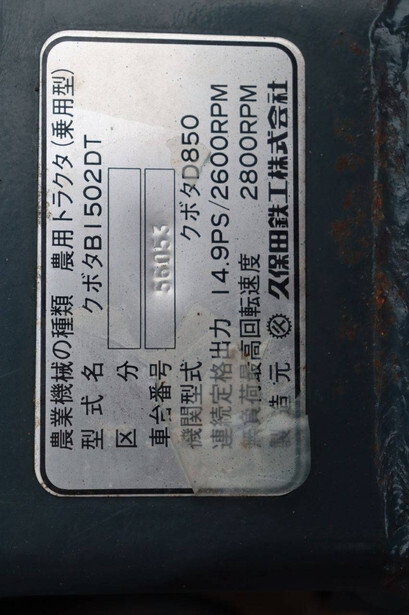 農業機械の種類 農用トラクタ(乗用型)
型式名 クボタB1502DT
区分
車台番号 56053
機関型式 クボタD850
連続定格出力 14.9PS/2600RPM
無負荷最高回転速度 2800RPM
製造元 久保田鉄工株式会社